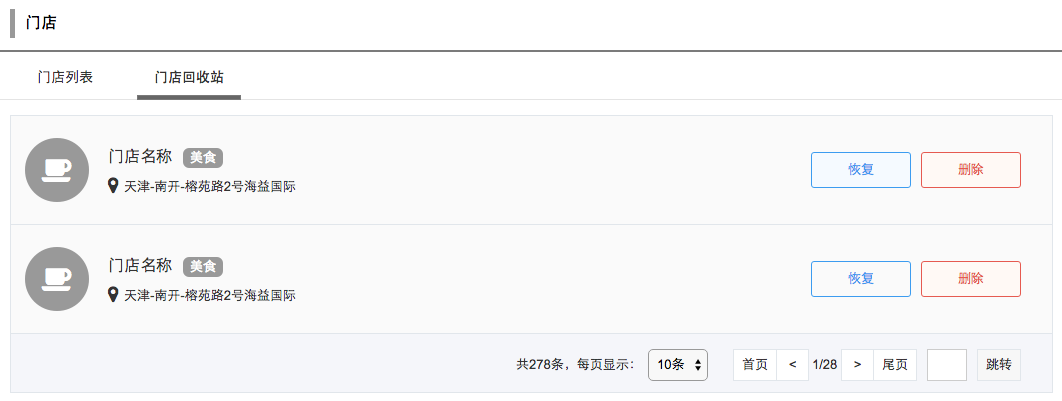 门店
门店列表 门店回收站
门店名称 美食
天津-南开-榕苑路2号海益国际
恢复 删除
门店名称 美食
天津-南开-榕苑路2号海益国际
恢复 删除
共278条，每页显示： 10条 首页 < 1/28 > 尾页 跳转